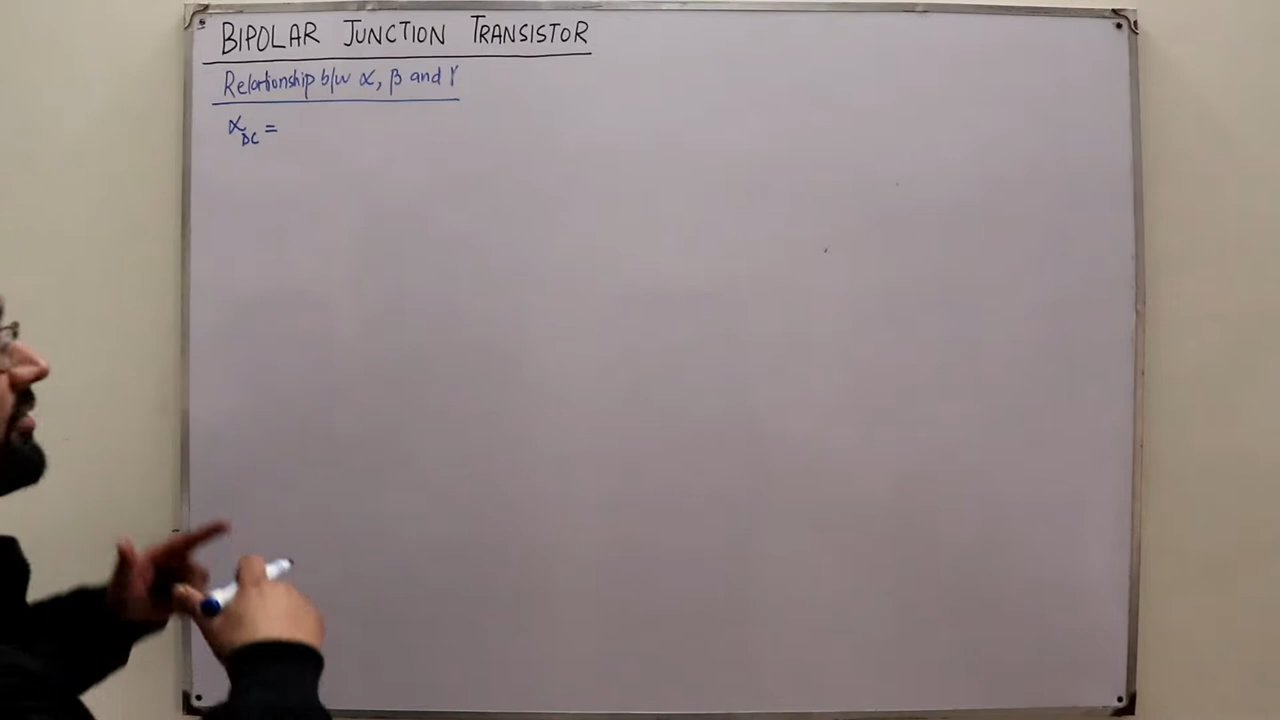 BIPOLAR JUNCTION TRANSISTOR
Relationship b/w α, β and γ
α_DC =